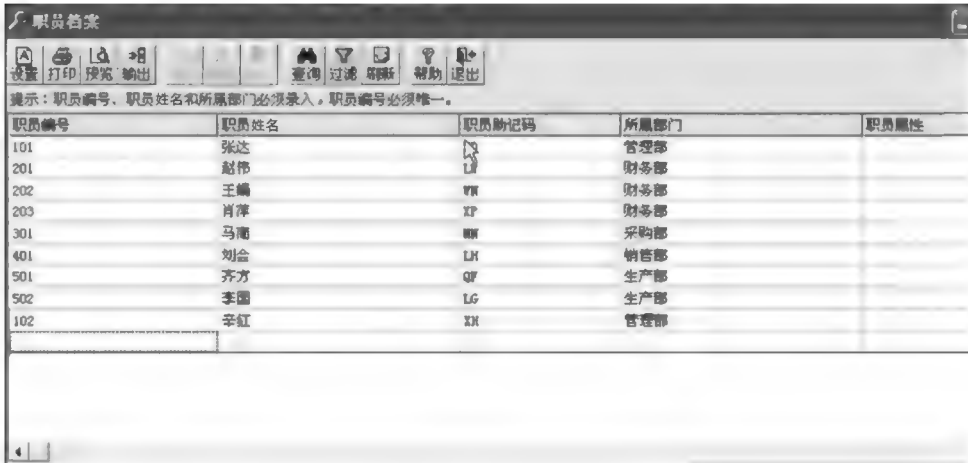 职员档案
设置 打印 预览 输出 查询 过滤 刷新 帮助 退出
提示：职员编号、职员姓名和所属部门必须录入，职员编号必须唯一。
职员编号 职员姓名 职员助记码 所属部门 职员属性
101 张达 管理部
201 赵伟 财务部
202 王 财务部
203 肖萍 XP 财务部
301 马 采购部
401 刘会 LH 销售部
501 齐方 QF 生产部
502 李国 LG 生产部
102 辛红 XH 管理部